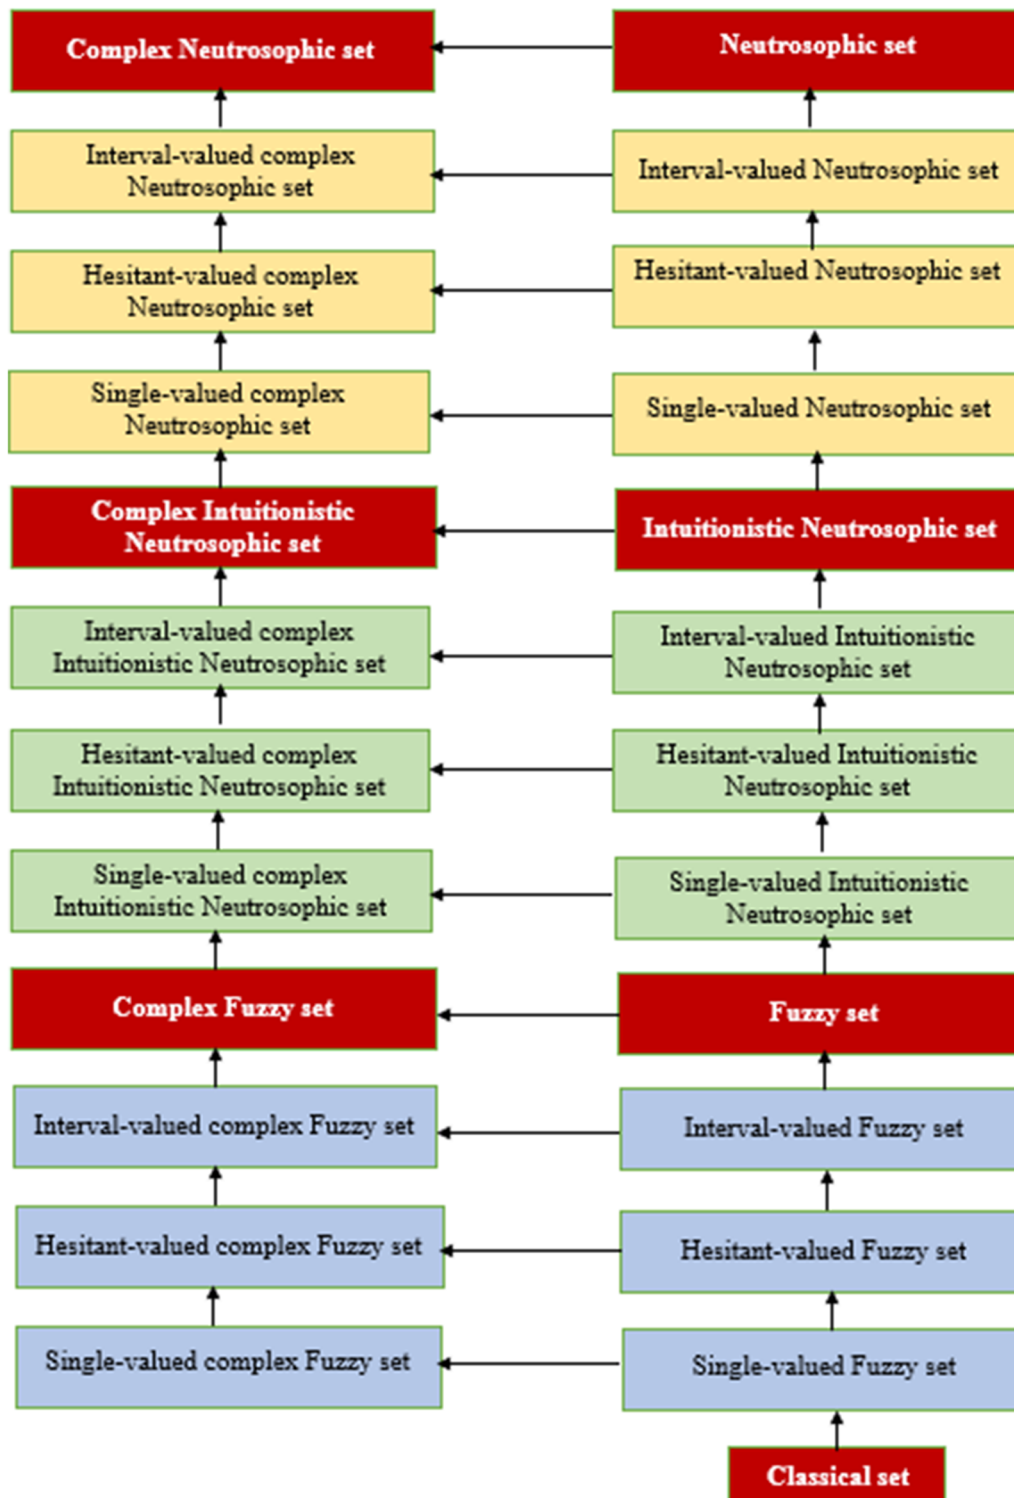 Complex Neutrosophic set
Neutrosophic set
Interval-valued complex
Neutrosophic set
Interval-valued Neutrosophic set
Hesitant-valued complex
Neutrosophic set
Hesitant-valued Neutrosophic set
Single-valued complex
Neutrosophic set
Single-valued Neutrosophic set
Complex Intuitionistic
Neutrosophic set
Intuitionistic Neutrosophic set
Interval-valued complex
Intuitionistic Neutrosophic set
Interval-valued Intuitionistic
Neutrosophic set
Hesitant-valued complex
Intuitionistic Neutrosophic set
Hesitant-valued Intuitionistic
Neutrosophic set
Single-valued complex
Intuitionistic Neutrosophic set
Single-valued Intuitionistic
Neutrosophic set
Complex Fuzzy set
Fuzzy set
Interval-valued complex Fuzzy set
Interval-valued Fuzzy set
Hesitant-valued complex Fuzzy set
Hesitant-valued Fuzzy set
Single-valued complex Fuzzy set
Single-valued Fuzzy set
Classical set